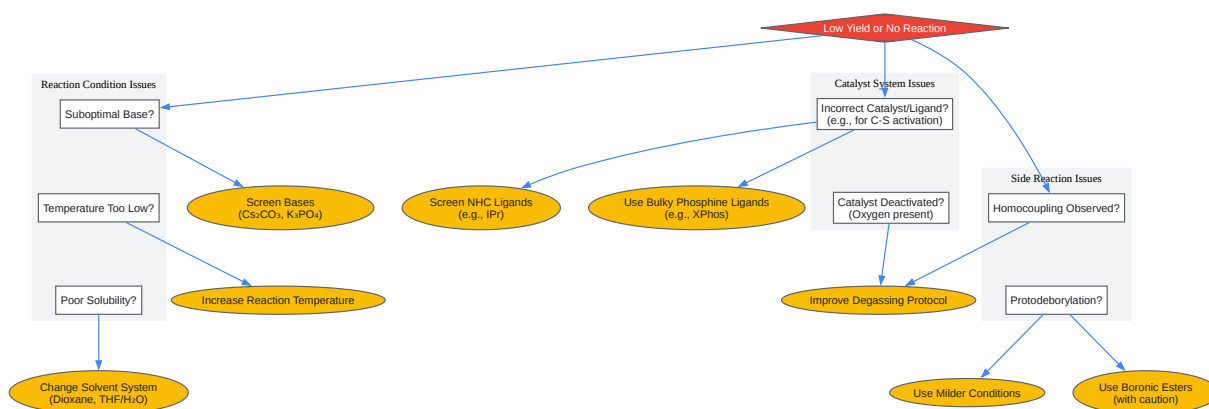 Low Yield or No Reaction
Reaction Condition Issues
Catalyst System Issues
Suboptimal Base?
Incorrect Catalyst/Ligand?
(e.g., for C-S activation)
Side Reaction Issues
Screen Bases
(Cs₂CO₃, K₃PO₄)
Screen NHC Ligands
(e.g., IPr)
Use Bulky Phosphine Ligands
(e.g., XPhos)
Temperature Too Low?
Catalyst Deactivated?
(Oxygen present)
Homocoupling Observed?
Poor Solubility?
Increase Reaction Temperature
Improve Degassing Protocol
Protodeborylation?
Change Solvent System
(Dioxane, THF/H₂O)
Use Milder Conditions
Use Boronic Esters
(with caution)